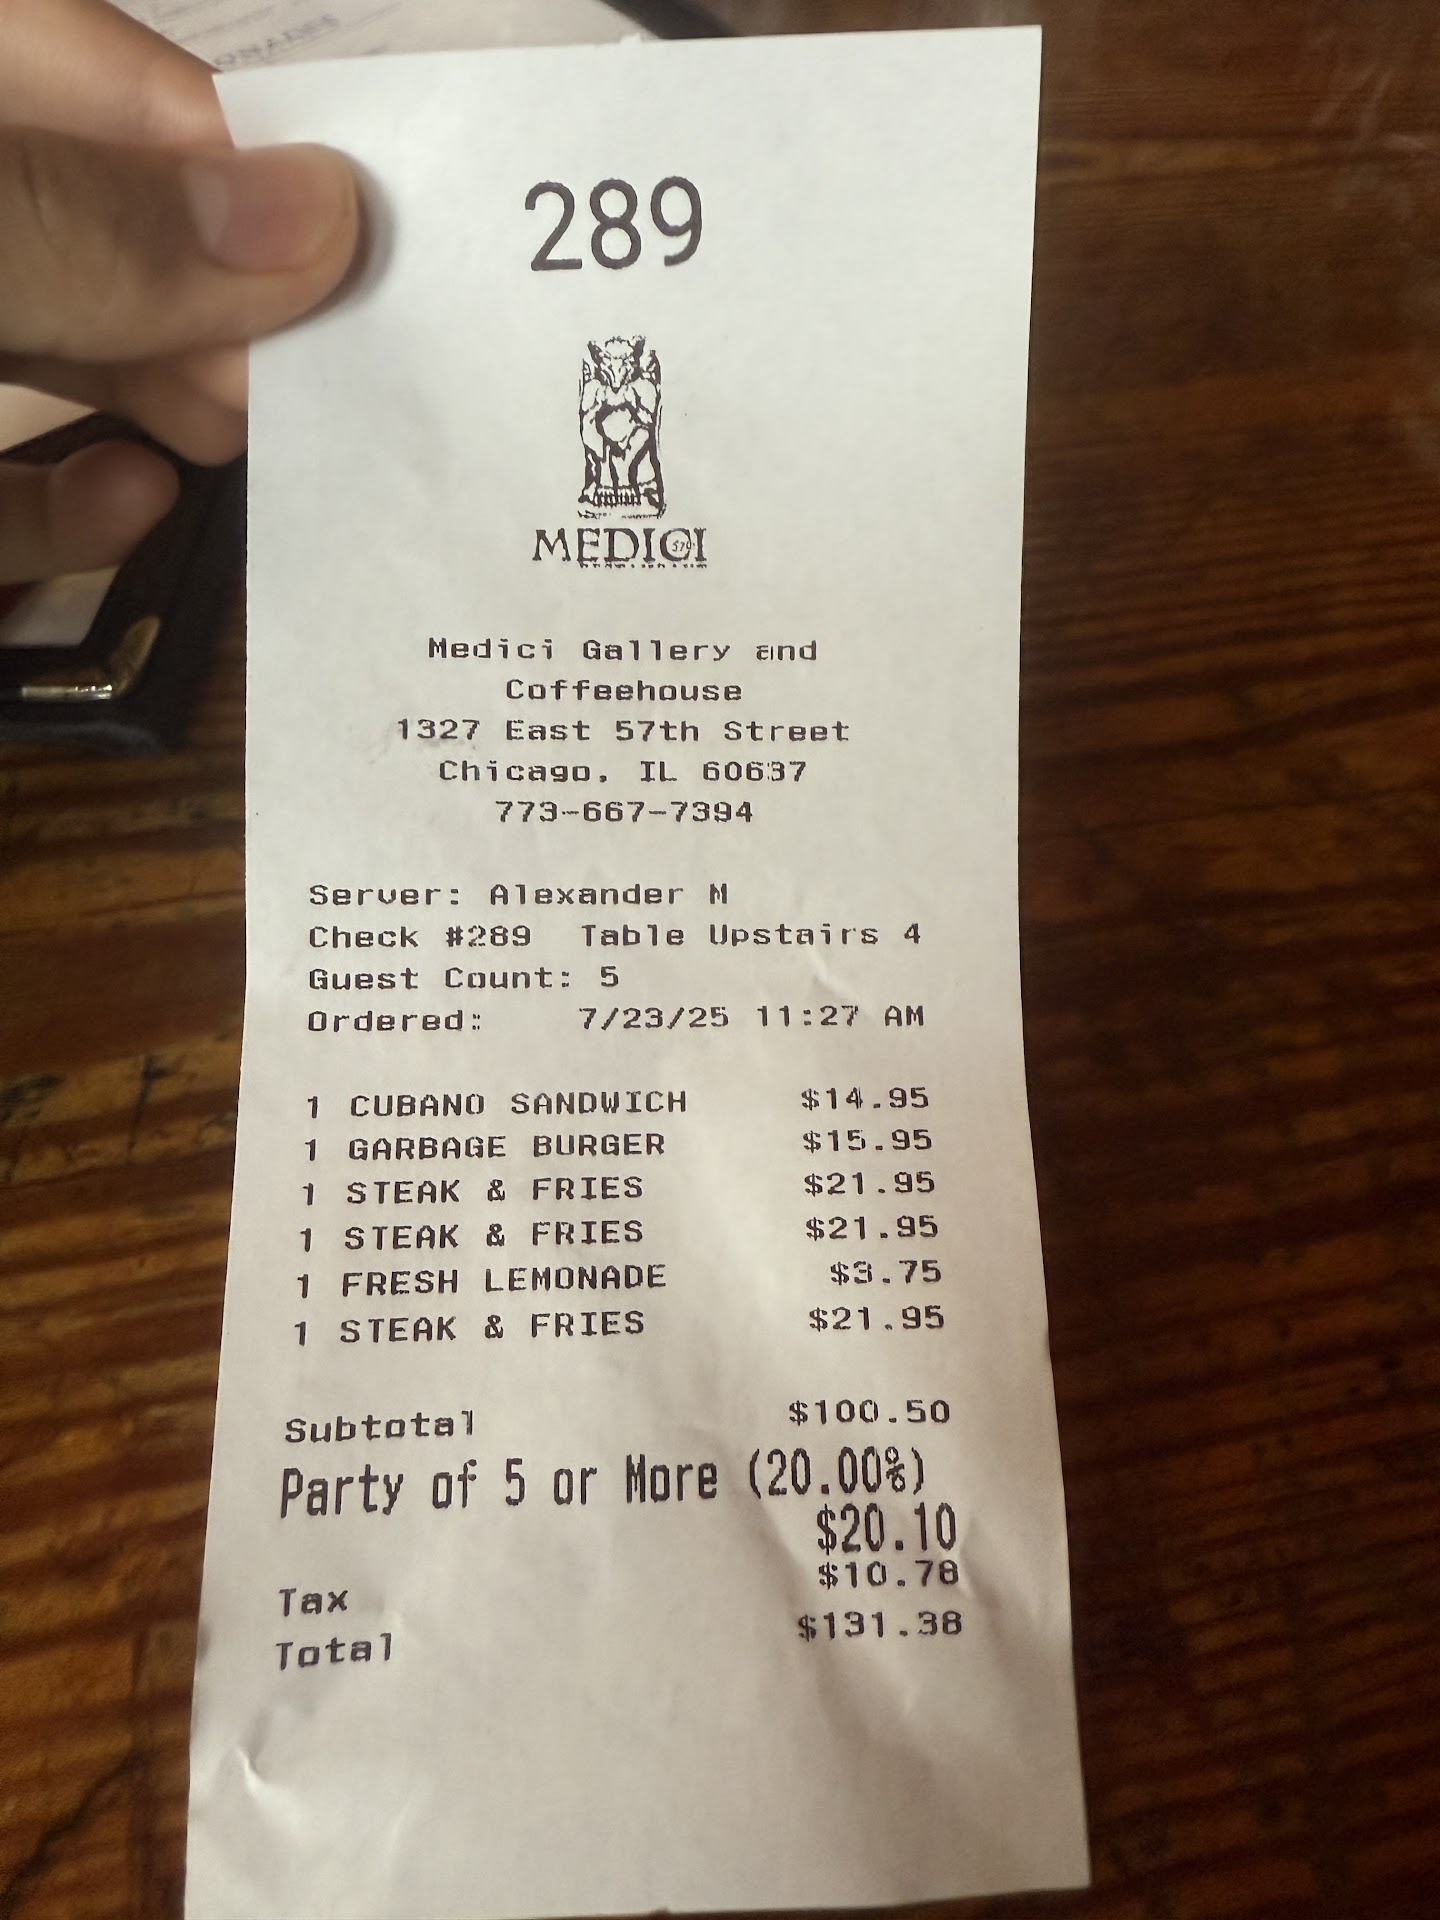 289
MEDICI
Medici Gallery and
Coffeehouse
1327 East 57th Street
Chicago, IL 60637
773-667-7394
Server: Alexander M
Check #289 Table Upstairs 4
Guest Count: 5
Ordered: 7/23/25 11:27 AM
1 CUBANO SANDWICH $14.95
1 GARBAGE BURGER $15.95
1 STEAK & FRIES $21.95
1 STEAK & FRIES $21.95
1 FRESH LEMONADE $3.75
1 STEAK & FRIES $21.95
Subtotal $100.50
Party of 5 or More (20.00%)
$20.10
Tax $10.78
Total $131.38